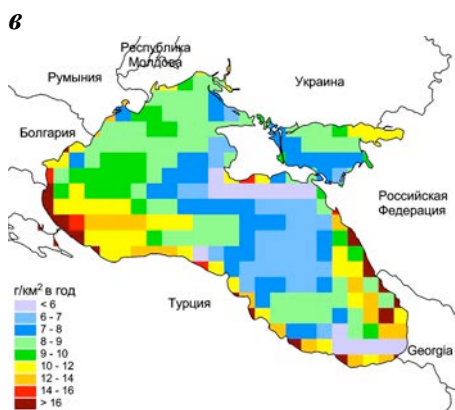 в
Республика
Молдова
Румыния
Украина
Болгария
Российская
Федерация
г/км² в год
Турция
< 6
6 - 7
7 - 8
8 - 9
9 - 10
10 - 12
12 - 14
14 - 16
> 16
Georgia